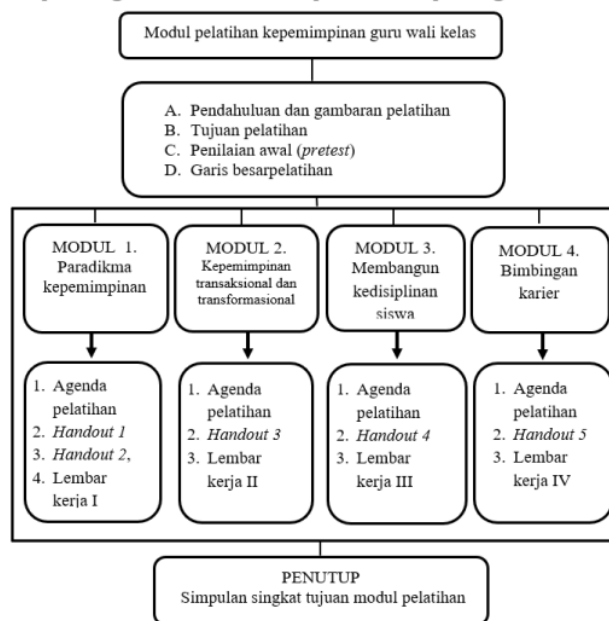 Modul pelatihan kepemimpinan guru wali kelas
A. Pendahuluan dan gambaran pelatihan
B. Tujuan pelatihan
C. Penilaian awal (pretest)
D. Garis besarpelatihan
MODUL 1.
Paradikma
kepemimpinan
MODUL 2.
Kepemimpinan
transaksional dan
transformasional
MODUL 3.
Membangun
kedisiplinan
siswa
MODUL 4.
Bimbingan
karier
1. Agenda
pelatihan
2. Handout 1
3. Handout 2,
4. Lembar
kerja I
1. Agenda
pelatihan
2. Handout 3
3. Lembar
kerja II
1. Agenda
pelatihan
2. Handout 4
3. Lembar
kerja III
1. Agenda
pelatihan
2. Handout 5
3. Lembar
kerja IV
PENUTUP
Simpulan singkat tujuan modul pelatihan